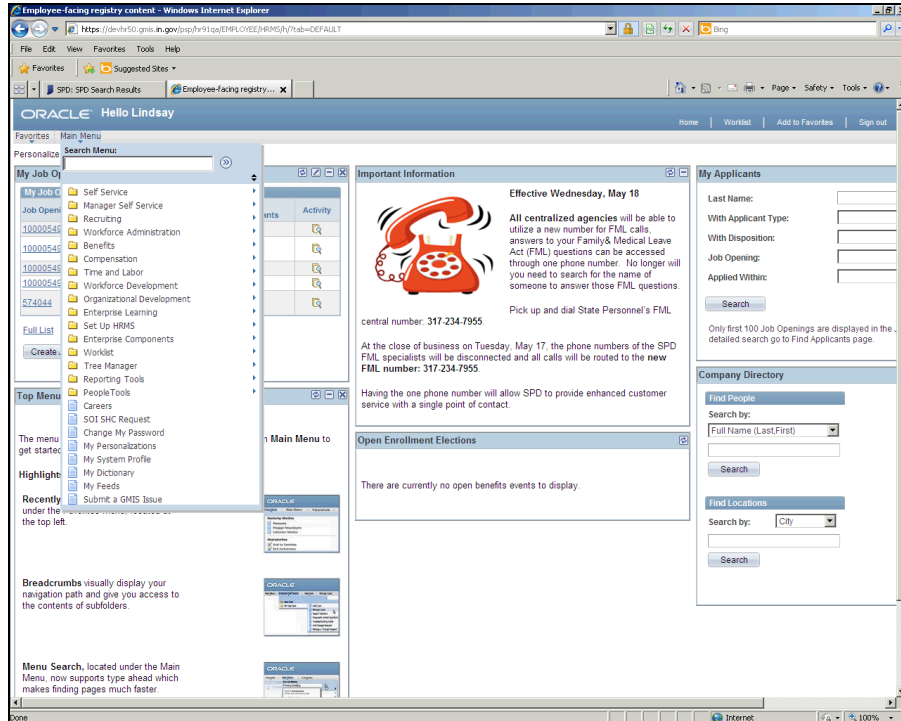 Employee-facing registry content - Windows Internet Explorer
https://devhr50.gmis.in.gov/psp/hr91qa/EMPLOYEE/HRMS/h/?tab=DEFAULT
Bing
File Edit View Favorites Tools Help
Favorites Suggested Sites
SPD: SPD Search Results Employee-facing registry... x
Page Safety Tools
ORACLE Hello Lindsay
Home | Worklist | Add to Favorites | Sign out
Favorites Main Menu
Personalize
Search Menu:
Self Service
Manager Self Service
Recruiting
Workforce Administration
Benefits
Compensation
Time and Labor
Workforce Development
Organizational Development
Enterprise Learning
Set Up HRMS
Enterprise Components
Worklist
Tree Manager
Reporting Tools
PeopleTools
Careers
SOI SHC Request
Change My Password
My Personalizations
My System Profile
My Dictionary
My Feeds
Submit a GMIS Issue
My Job Op
My Job O
Job Openi
nts Activity
10000549
10000549
10000549
10000549
574044
Full List
Create
Top Menu
The menu
n Main Menu to
get started
Highlight
Recently
under the
the top left.
Breadcrumbs visually display your
navigation path and give you access to
the contents of subfolders.
Menu Search, located under the Main
Menu, now supports type ahead which
makes finding pages much faster.
ORACLE
ORACLE
ORACLE
Important Information
Effective Wednesday, May 18
All centralized agencies will be able to
utilize a new number for FML calls,
answers to your Family& Medical Leave
Act (FML) questions can be accessed
through one phone number. No longer will
you need to search for the name of
someone to answer those FML questions.
Pick up and dial State Personnel's FML
central number: 317-234-7955.
At the close of business on Tuesday, May 17, the phone numbers of the SPD
FML specialists will be disconnected and all calls will be routed to the new
FML number: 317-234-7955.
Having the one phone number will allow SPD to provide enhanced customer
service with a single point of contact.
Open Enrollment Elections
There are currently no open benefits events to display.
My Applicants
Last Name:
With Applicant Type:
With Disposition:
Job Opening:
Applied Within:
Search
Only first 100 Job Openings are displayed in the
detailed search go to Find Applicants page.
Company Directory
Find People
Search by:
Full Name (Last,First)
Search
Find Locations
Search by: City
Search
Done
Internet
100%